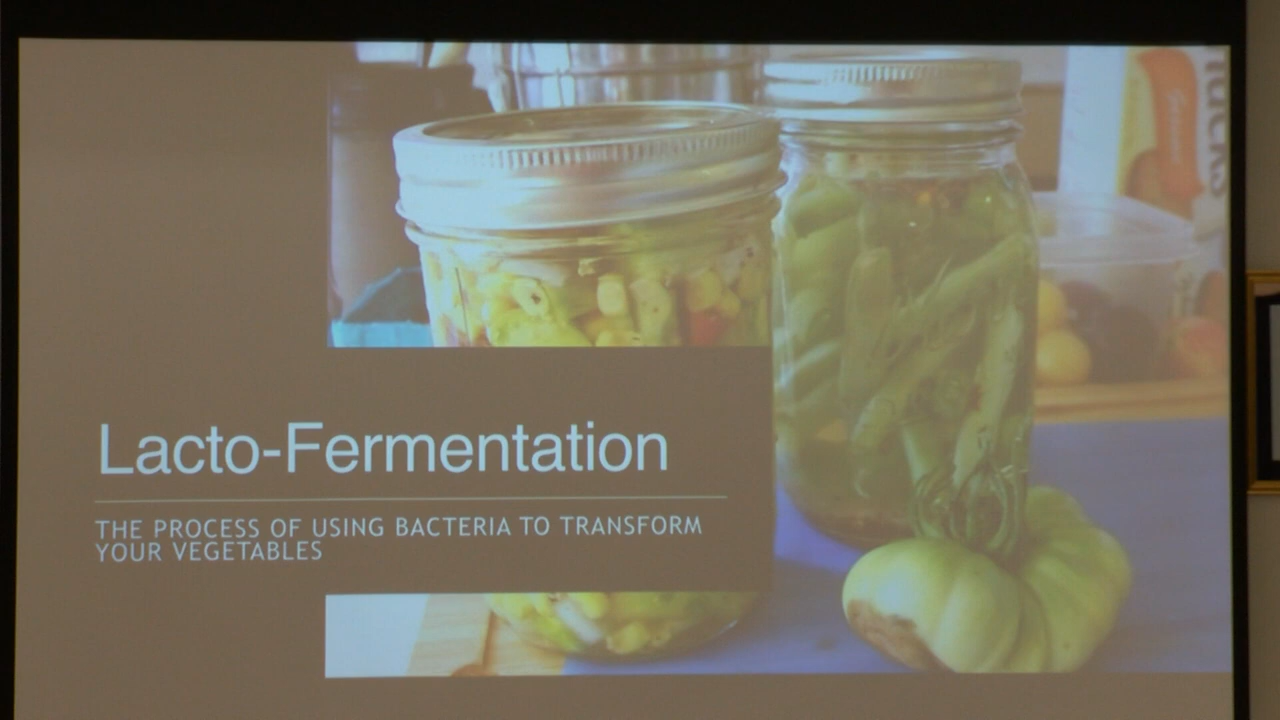 Lacto-Fermentation
THE PROCESS OF USING BACTERIA TO TRANSFORM
YOUR VEGETABLES